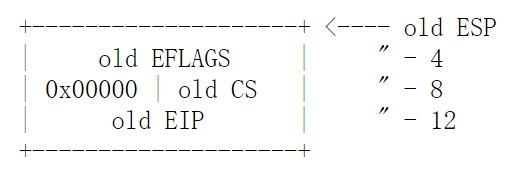 +--------------------+ <---- old ESP
|     old EFLAGS     |     " - 4
| 0x00000 | old CS   |     " - 8
|      old EIP       |     " - 12
+--------------------+